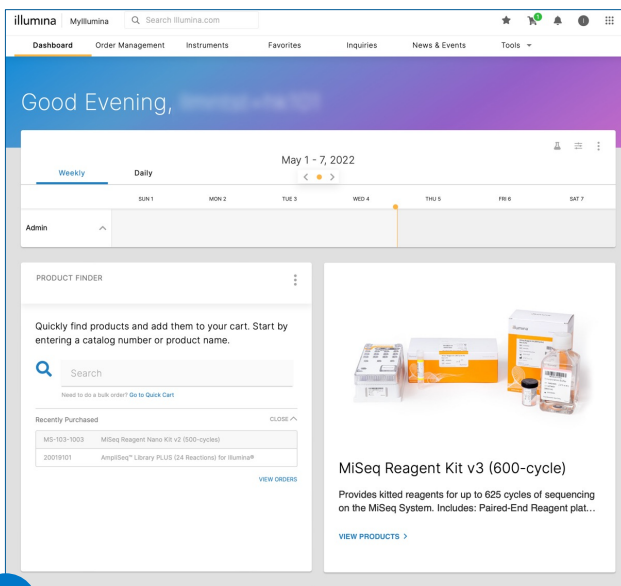 illumina MyIllumina Search Illumina.com
Dashboard Order Management Instruments Favorites Inquiries News & Events Tools
Good Evening,
May 1 - 7, 2022
Weekly Daily
SUN 1 MON 2 TUE 3 WED 4 THU 5 FRI 6 SAT 7
Admin
PRODUCT FINDER
Quickly find products and add them to your cart. Start by
entering a catalog number or product name.
Search
Need to do a bulk order? Go to Quick Cart
Recently Purchased CLOSE
MS-103-1003 MiSeq Reagent Nano Kit v2 (500-cycles)
20019101 AmpliSeq™ Library PLUS (24 Reactions) for Illumina®
VIEW ORDERS
MiSeq Reagent Kit v3 (600-cycle)
Provides kitted reagents for up to 625 cycles of sequencing
on the MiSeq System. Includes: Paired-End Reagent plat...
VIEW PRODUCTS >